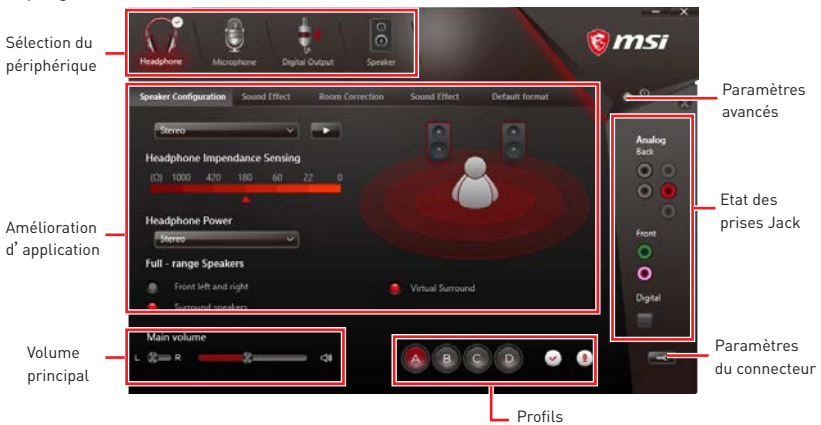 Sélection du
périphérique
Headphone
Microphone
Digital Output
Speaker
msi
Speaker Configuration
Sound Effect
Room Correction
Sound Effect
Default format
Paramètres
avancés
Stereo
Headphone Impendance Sensing
(Ω) 1000 420 180 60 22 0
Headphone Power
Stereo
Full - range Speakers
Front left and right
Surround speakers
Virtual Surround
Amélioration
d’application
Analog
Back
Front
Digital
Etat des
prises Jack
Main volume
L R
Volume
principal
A B C D
Profils
Paramètres
du connecteur